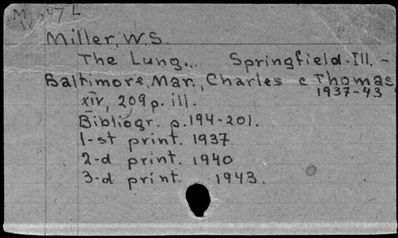 Miller, W.S.
The Lung... Springfield. Ill. -
Baltimore, Mar., Charles c Thomas,
1937-43
xiv, 209 p. ill.
Bibliogr. p. 194-201.
1-st print. 1937
2-d print. 1940
3-d print. 1943.